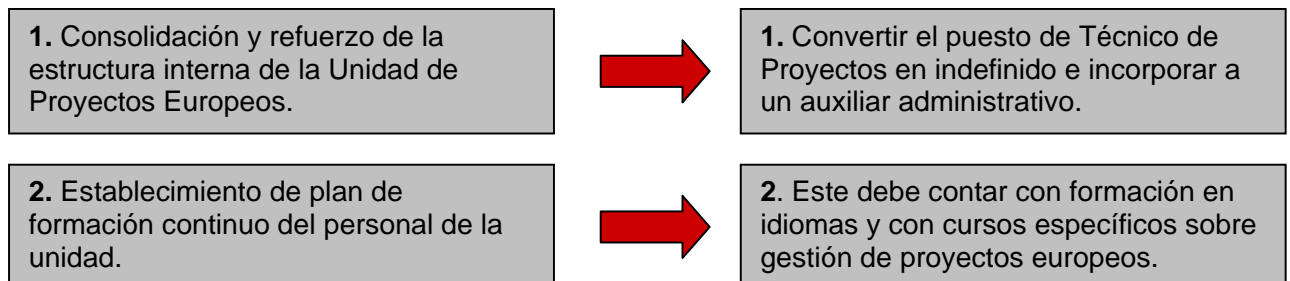 1. Consolidación y refuerzo de la
estructura interna de la Unidad de
Proyectos Europeos.
1. Convertir el puesto de Técnico de
Proyectos en indefinido e incorporar a
un auxiliar administrativo.
2. Establecimiento de plan de
formación continuo del personal de la
unidad.
2. Este debe contar con formación en
idiomas y con cursos específicos sobre
gestión de proyectos europeos.